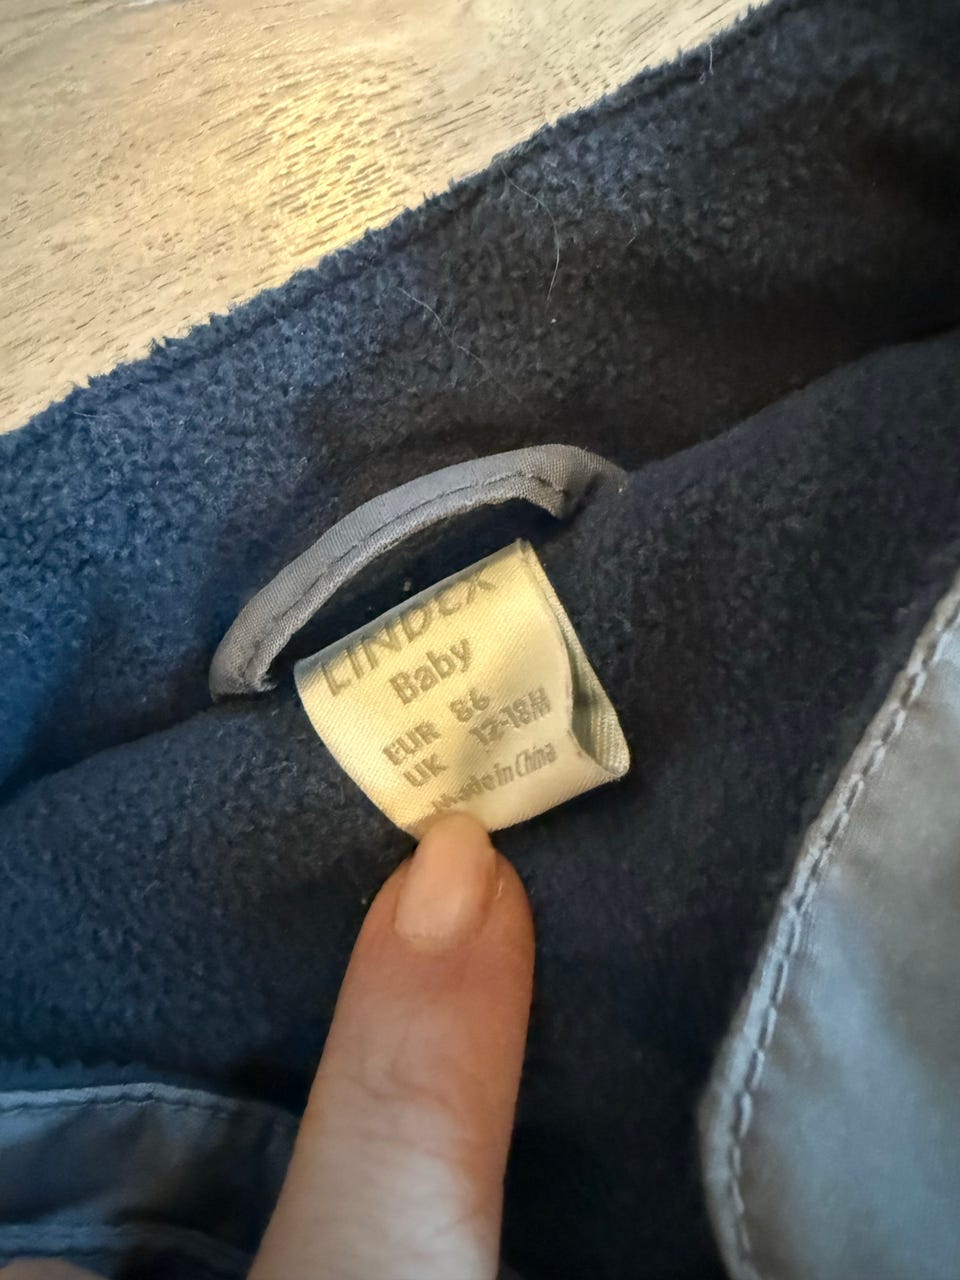 LINDEX
Baby
EUR 86
UK 12-18M
Made in China